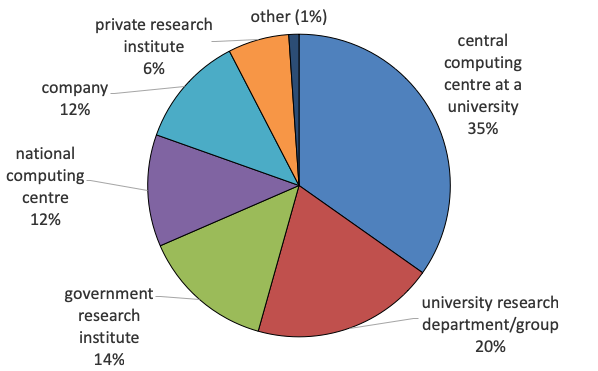 other (1%)
central
computing
centre at a
university
35%
university research
department/group
20%
government
research
institute
14%
national
computing
centre
12%
company
12%
private research
institute
6%